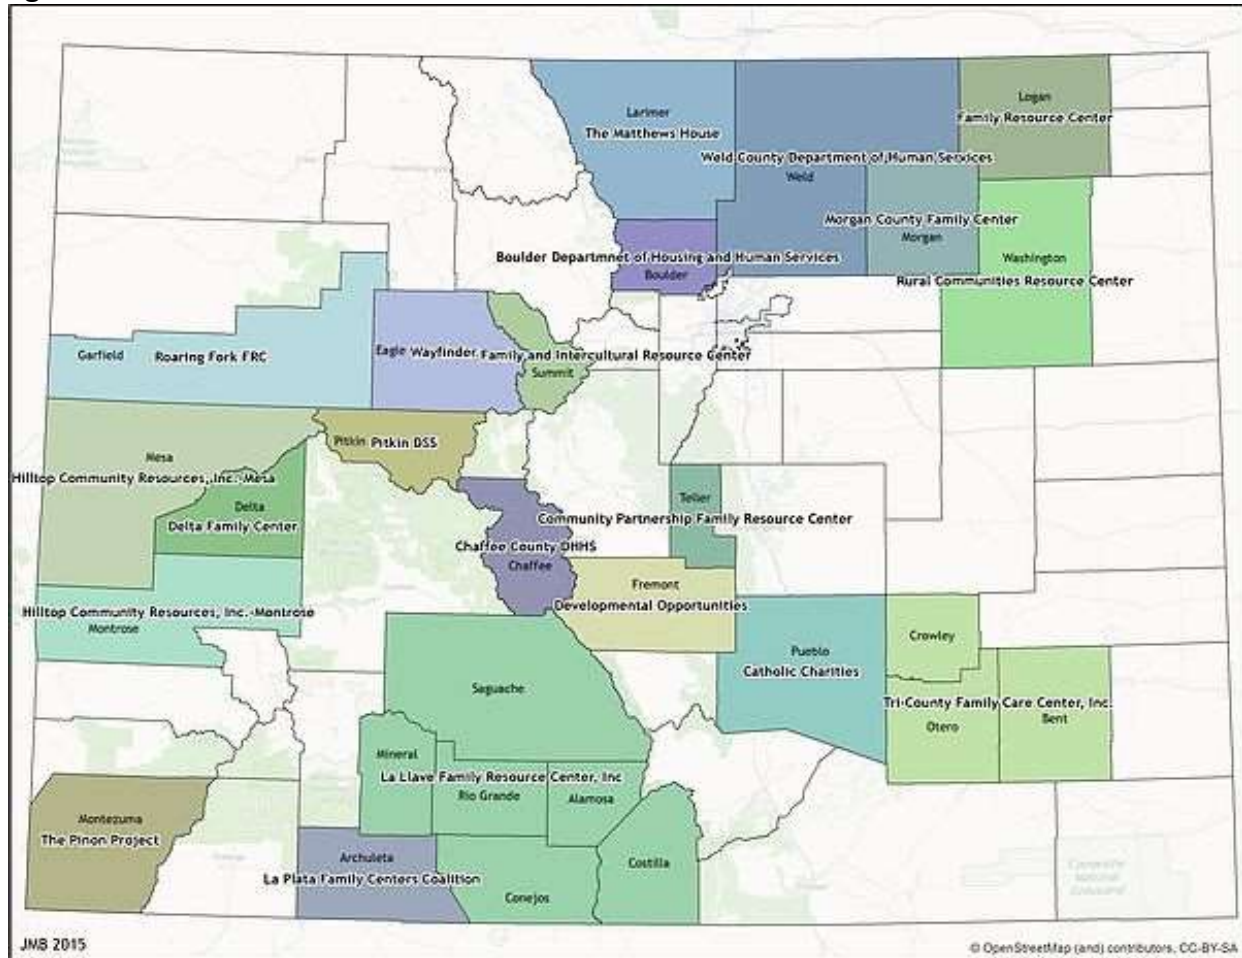 Logan
Family Resource Center
Larimer
The Matthews House
Weld County Department of Human Services
Weld
Morgan County Family Center
Morgan
Boulder Departmnet of Housing and Human Services
Boulder
Washington
Rural Communities Resource Center
Garfield
Roaring Fork FRC
Eagle
Wayfinder
Family and Intercultural Resource Center
Summit
Pitkin
Pitkin DSS
Mesa
Hilltop Community Resources, Inc.-Mesa
Delta
Delta Family Center
Teller
Community Partnership Family Resource Center
Chaffee County DHHS
Chaffee
Fremont
Developmental Opportunities
Hilltop Community Resources, Inc.-Montrose
Montrose
Crowley
Pueblo
Catholic Charities
Saguache
Tri-County Family Care Center, Inc.
Otero
Bent
Mineral
La Llave Family Resource Center, Inc
Rio Grande
Alamosa
Montezuma
The Pinon Project
Archuleta
La Plata Family Centers Coalition
Costilla
Conejos
JMB 2015
© OpenStreetMap (and) contributors, CC-BY-SA